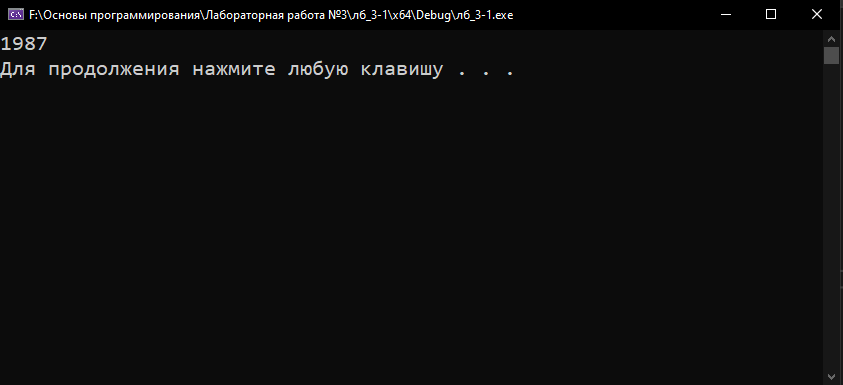 F:\Основы программирования\Лабораторная работа №3\лб_3-1\x64\Debug\лб_3-1.exe
1987
Для продолжения нажмите любую клавишу . . .